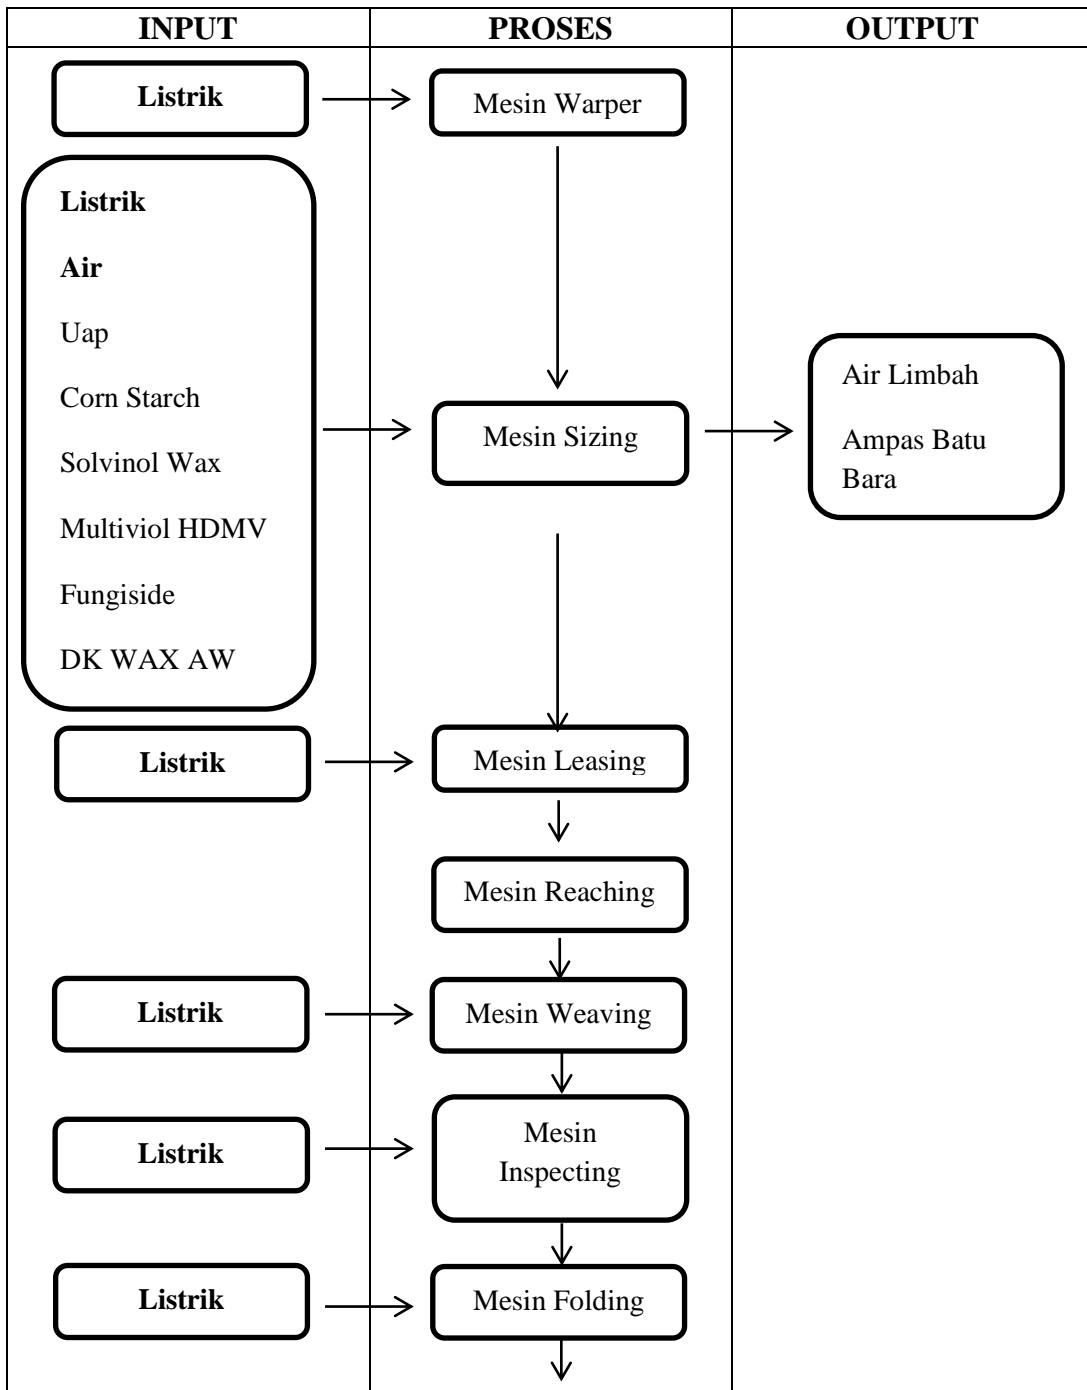 INPUT
PROSES
OUTPUT
Listrik
Mesin Warper
Listrik
Air
Uap
Corn Starch
Solvinol Wax
Multiviol HDMV
Fungiside
DK WAX AW
Mesin Sizing
Air Limbah
Ampas Batu
Bara
Listrik
Mesin Leasing
Mesin Reaching
Listrik
Mesin Weaving
Listrik
Mesin
Inspecting
Listrik
Mesin Folding